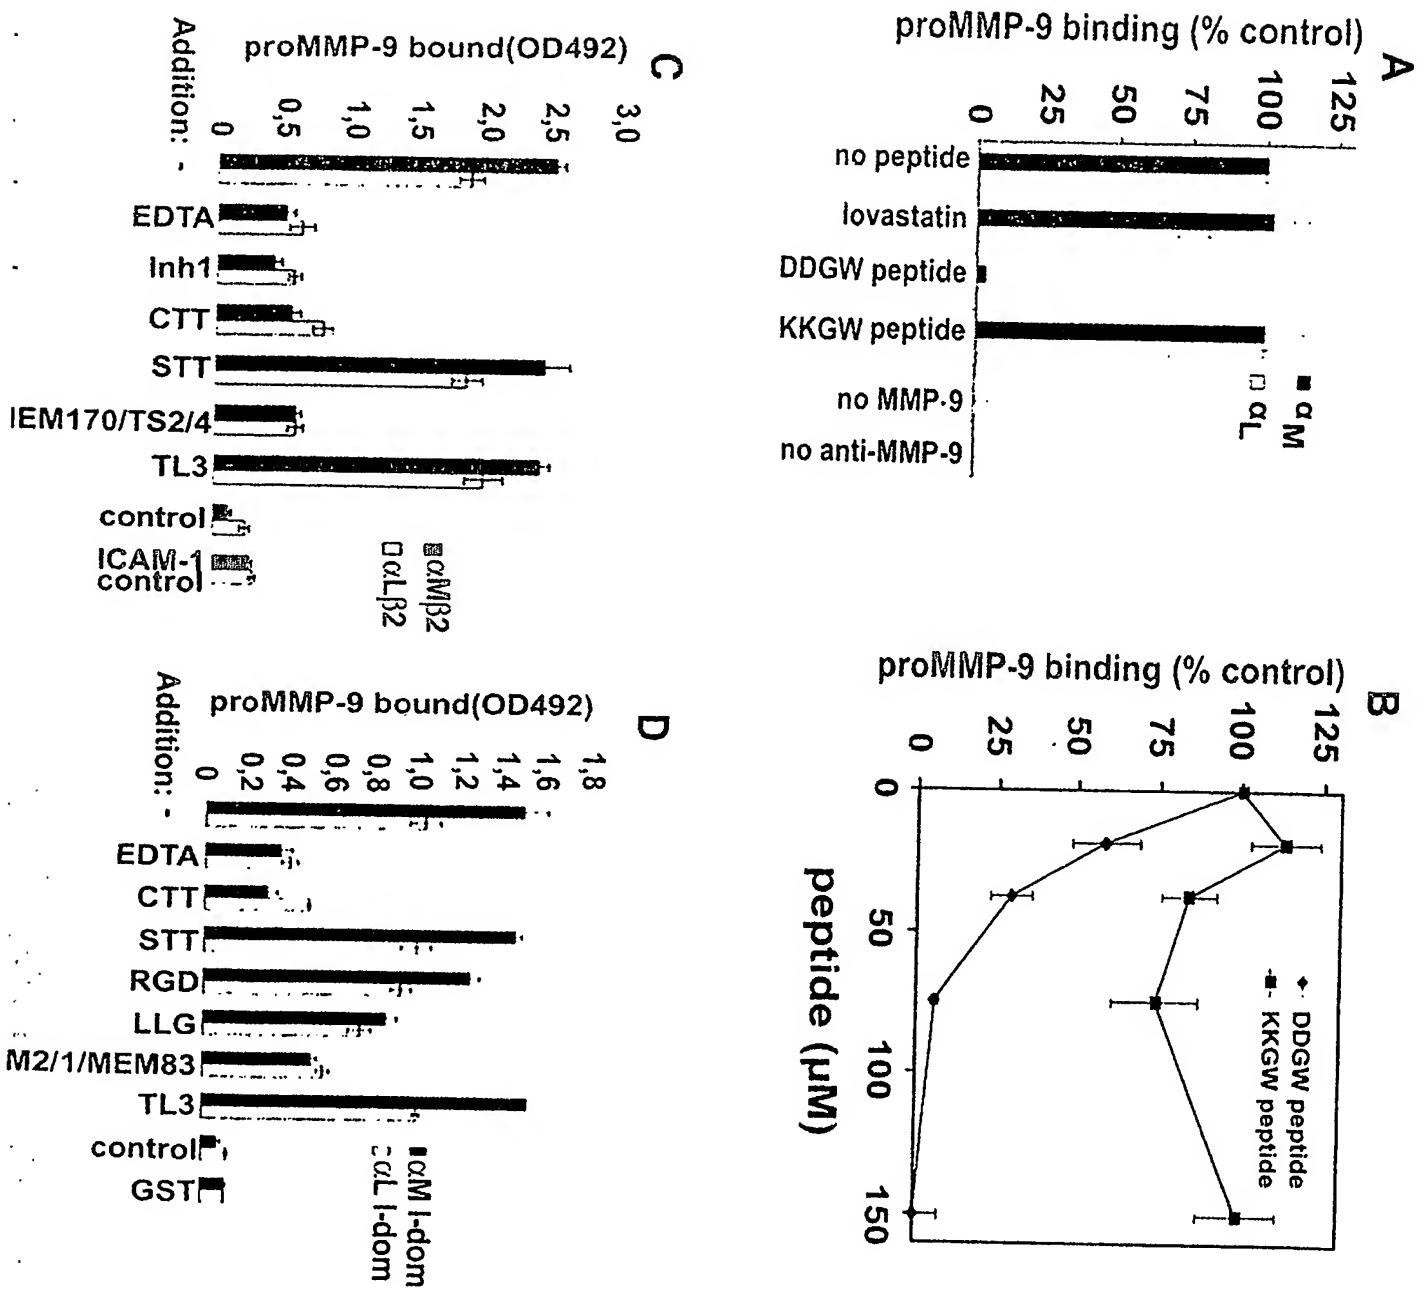 A
proMMP-9 binding (% control)
125
100
75
50
25
0
no peptide
lovastatin
DDGW peptide
KKGW peptide
no MMP-9
no anti-MMP-9
αM
αL
B
proMMP-9 binding (% control)
125
100
75
50
25
0
0
50
100
150
peptide (μM)
DDGW peptide
KKGW peptide
C
proMMP-9 bound(OD492)
3,0
2,5
2,0
1,5
1,0
0,5
0
Addition: -
EDTA
Inh1
CTT
STT
IEM170/TS2/4
TL3
control
ICAM-1
control
αMβ2
αLβ2
D
proMMP-9 bound(OD492)
1,8
1,6
1,4
1,2
1,0
0,8
0,6
0,4
0,2
0
Addition: -
EDTA
CTT
STT
RGD
LLG
M2/1/MEM83
TL3
control
GST
αM I-dom
αL I-dom